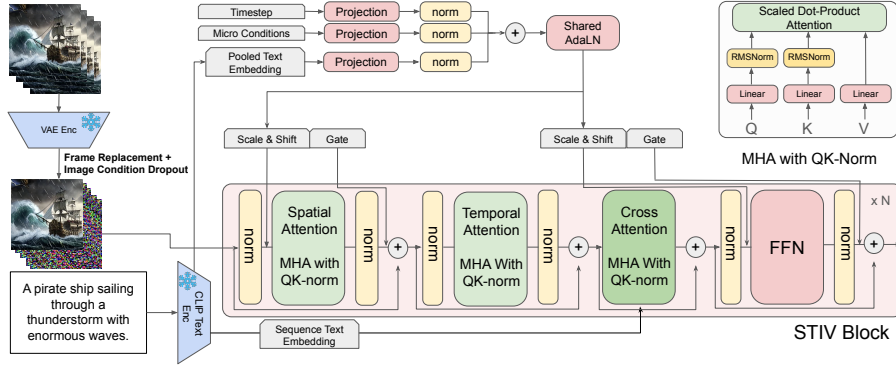 Timestep
Projection
norm
Micro Conditions
Projection
norm
Pooled Text
Embedding
Projection
norm
+
Shared
AdaLN
Scaled Dot-Product
Attention
RMSNorm
RMSNorm
Linear
Linear
Linear
Q
K
V
MHA with QK-Norm
VAE Enc
Frame Replacement +
Image Condition Dropout
Scale & Shift
Gate
Scale & Shift
Gate
norm
Spatial
Attention
MHA with
QK-norm
norm
+
norm
Temporal
Attention
MHA With
QK-norm
norm
+
Cross
Attention
MHA With
QK-norm
+
norm
FFN
norm
+
x N
A pirate ship sailing
through a
thunderstorm with
enormous waves.
CLIP Text
Enc
Sequence Text
Embedding
STIV Block